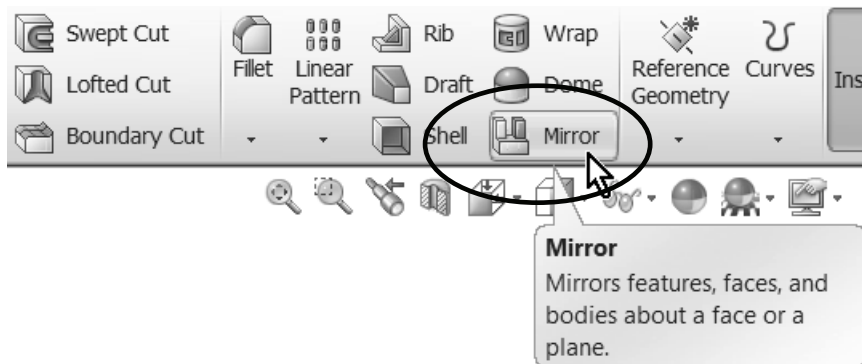 Swept Cut
Lofted Cut
Boundary Cut
Fillet
Linear
Pattern
Rib
Draft
Shell
Wrap
Dome
Mirror
Reference
Geometry
Curves
Ins
Mirror
Mirrors features, faces, and
bodies about a face or a
plane.